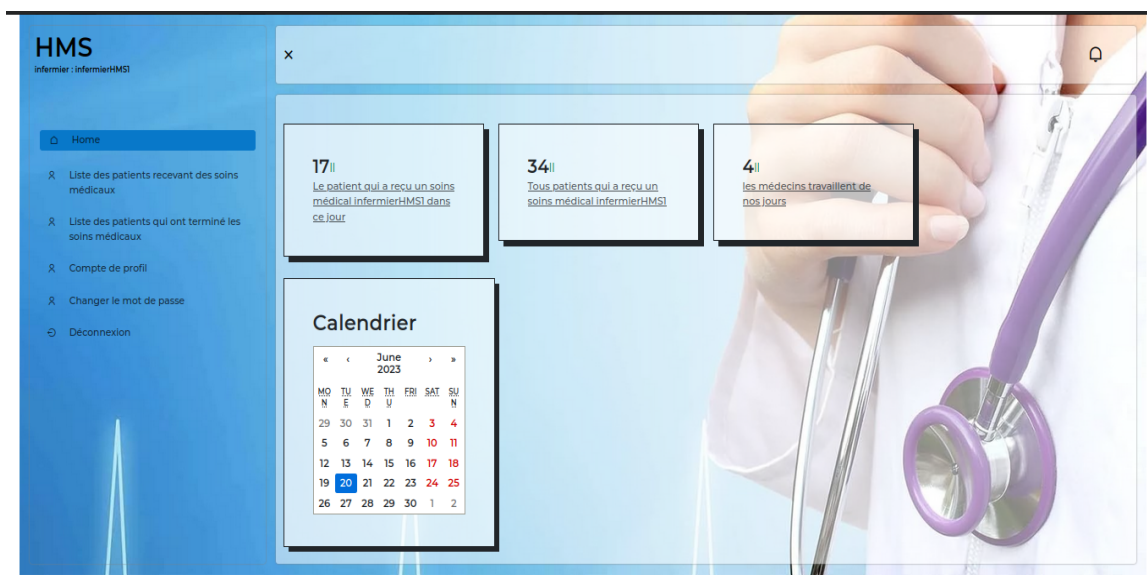 HMS
infermier : infermierHMS1
×
Home
Liste des patients recevant des soins
médicaux
Liste des patients qui ont terminé les
soins médicaux
Compte de profil
Changer le mot de passe
Déconnexion
17
Le patient qui a reçu un soins
médical infermierHMS1 dans
ce jour
34
Tous patients qui a reçu un
soins médical infermierHMS1
4
les médecins travaillent de
nos jours
Calendrier
« ‹ June › »
2023
MO TU WE TH FRI SAT SU
N E D U N
29 30 31 1 2 3 4
5 6 7 8 9 10 11
12 13 14 15 16 17 18
19 20 21 22 23 24 25
26 27 28 29 30 1 2